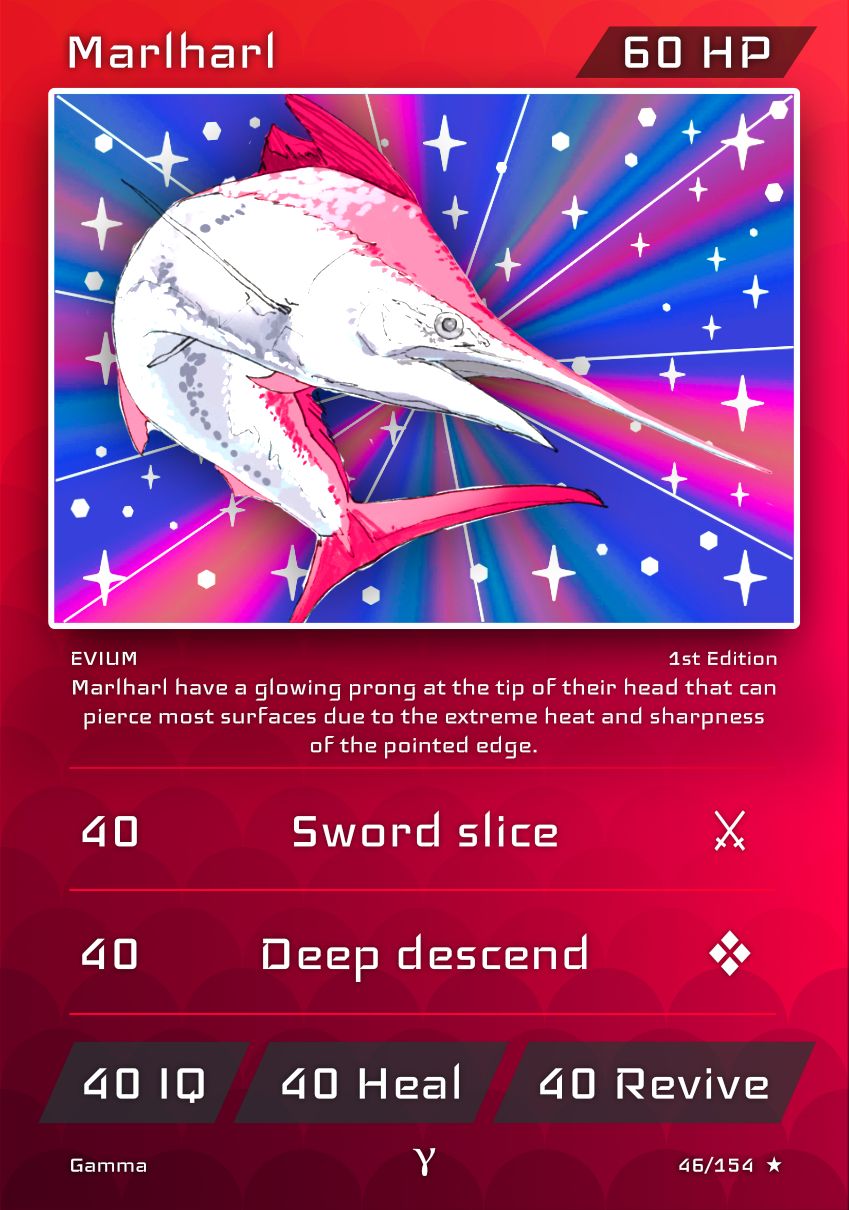 Marlharl
60 HP
EVILIM
1st Edition
Marlharl have a glowing prong at the tip of their head that can
pierce most surfaces due to the extreme heat and sharpness
of the pointed edge.
40 Sword slice
40 Deep descend
40 IQ
40 Heal
40 Revive
Gamma
γ
46/154 ★